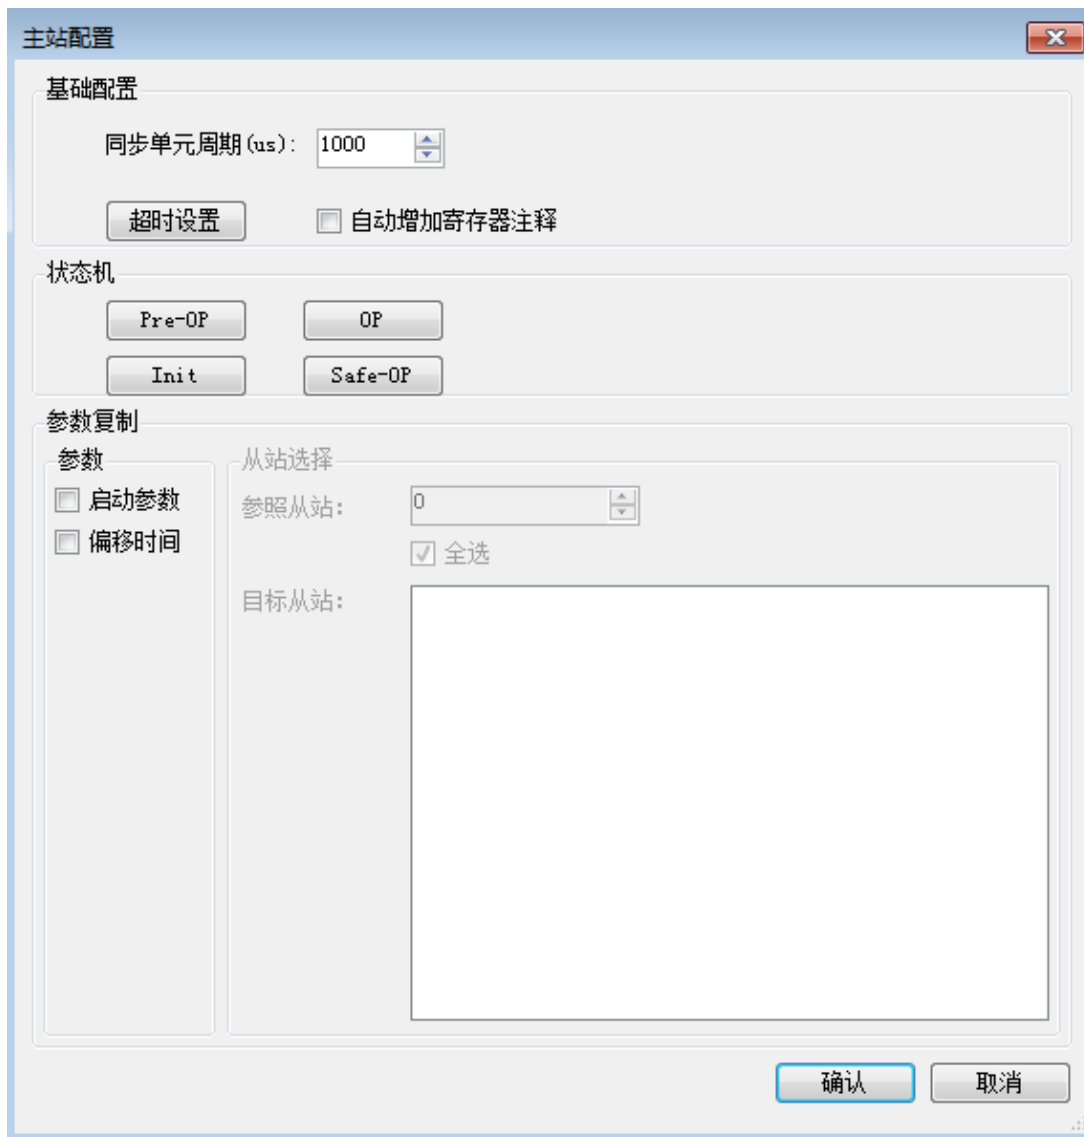 主站配置
基础配置
同步单元周期(us): 1000
超时设置 自动增加寄存器注释
状态机
Pre-OP OP
Init Safe-OP
参数复制
参数 从站选择
启动参数 参照从站: 0
偏移时间 全选
目标从站:
确认 取消